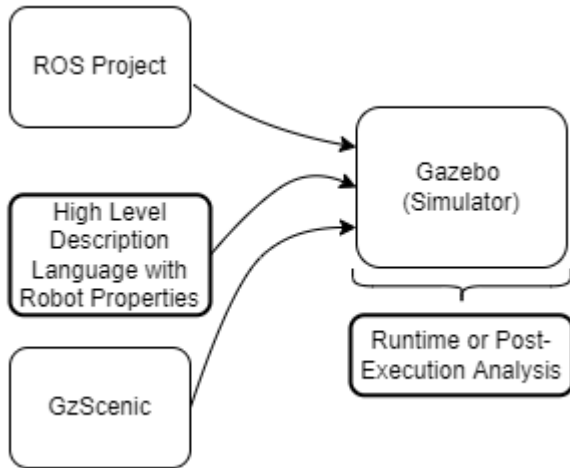 ROS Project
High Level
Description
Language with
Robot Properties
GzScenic
Gazebo
(Simulator)
Runtime or Post-
Execution Analysis